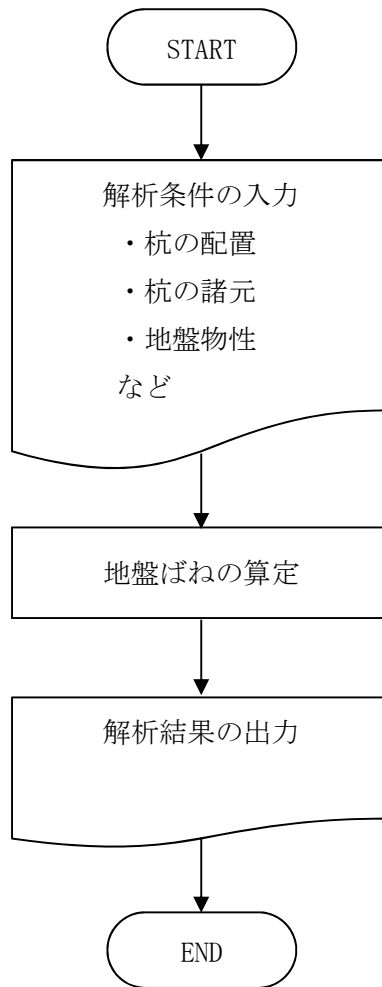 START
解析条件の入力
・杭の配置
・杭の諸元
・地盤物性
など
地盤ばねの算定
解析結果の出力
END